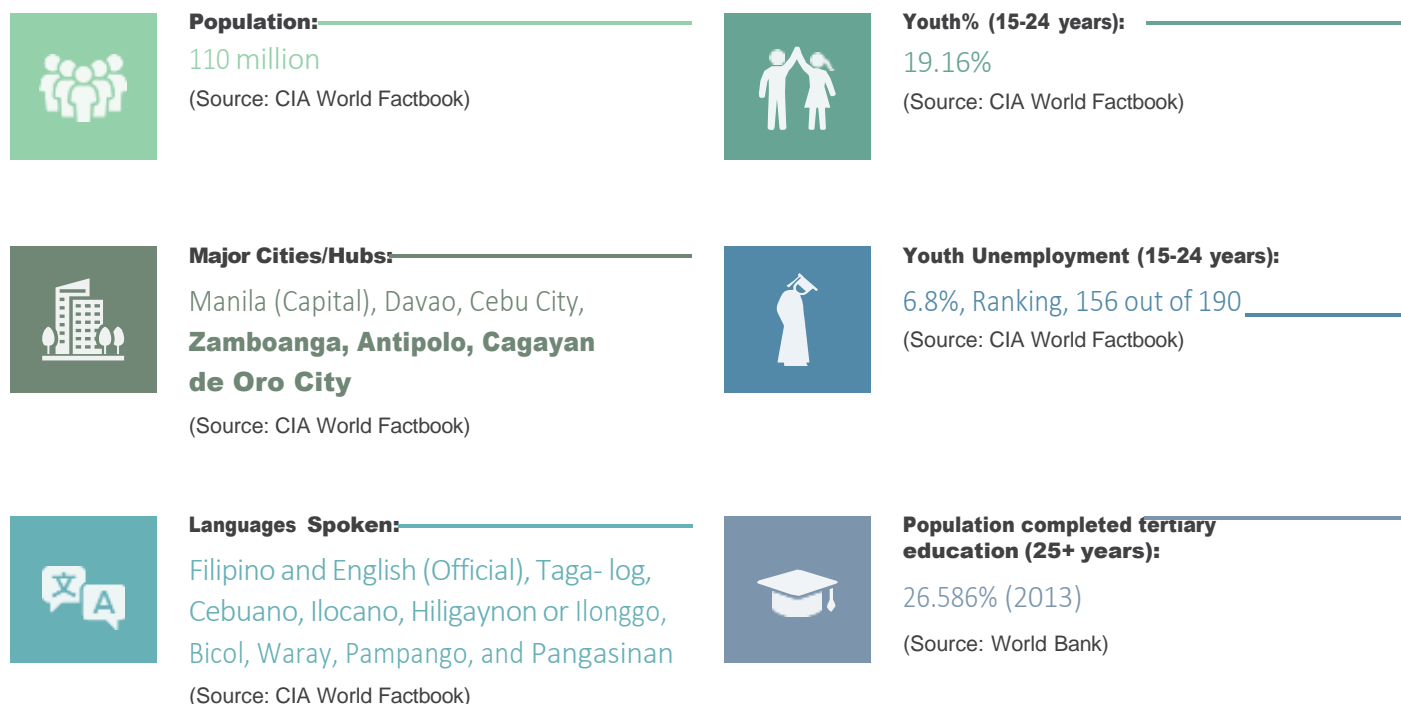 Population:
110 million
(Source: CIA World Factbook)
Youth% (15-24 years):
19.16%
(Source: CIA World Factbook)
Major Cities/Hubs:
Manila (Capital), Davao, Cebu City,
Zamboanga, Antipolo, Cagayan
de Oro City
(Source: CIA World Factbook)
Youth Unemployment (15-24 years):
6.8%, Ranking, 156 out of 190
(Source: CIA World Factbook)
文
A
Languages Spoken:
Filipino and English (Official), Taga- log,
Cebuano, Ilocano, Hiligaynon or Ilonggo,
Bicol, Waray, Pampango, and Pangasinan
(Source: CIA World Factbook)
Population completed tertiary
education (25+ years):
26.586% (2013)
(Source: World Bank)